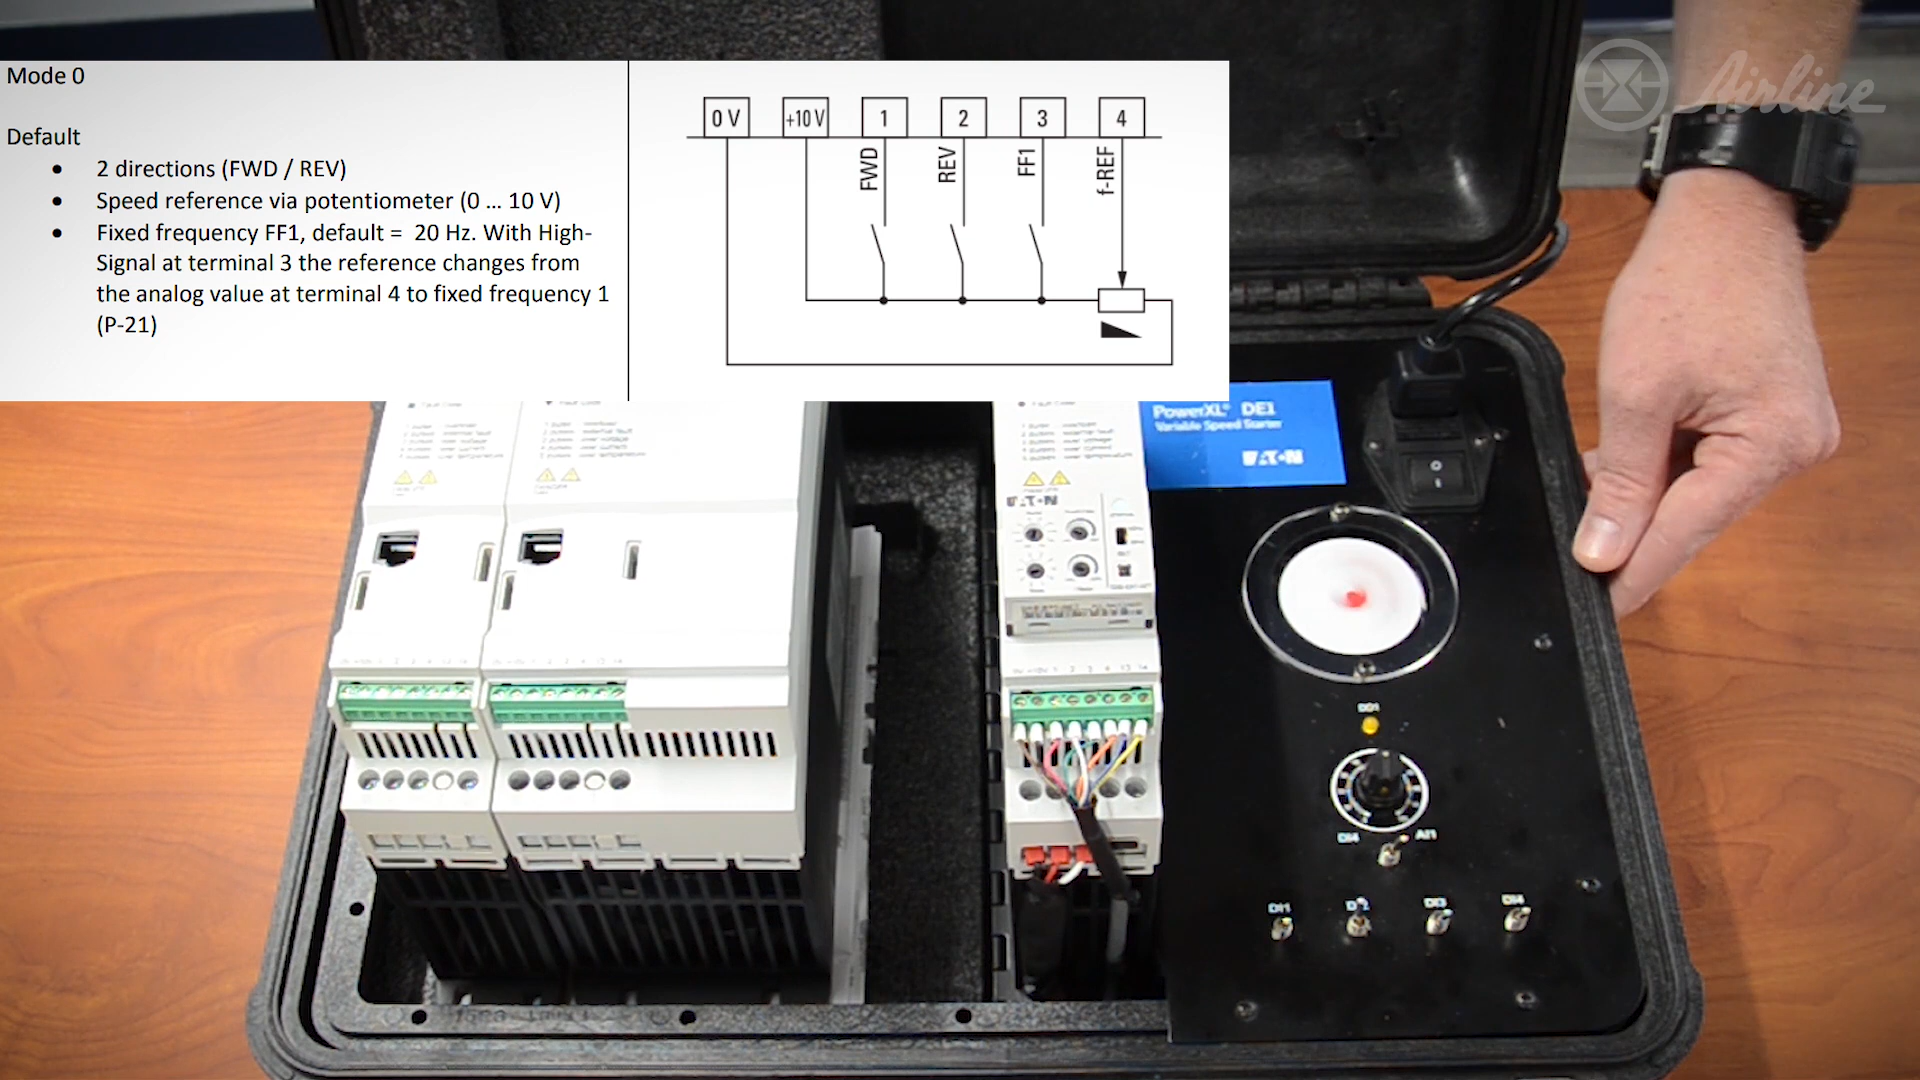 Mode 0
Default
• 2 directions (FWD / REV)
• Speed reference via potentiometer (0 ... 10 V)
• Fixed frequency FF1, default = 20 Hz. With High-
Signal at terminal 3 the reference changes from
the analog value at terminal 4 to fixed frequency 1
(P-21)
0 V +10 V 1 2 3 4
FWD REV FF1 f-REF
Airline
PowerXL® DE1
Variable Speed Starter
EATON
EATON
DO1
DI4 AI1
DI1 DI2 DI3 DI4